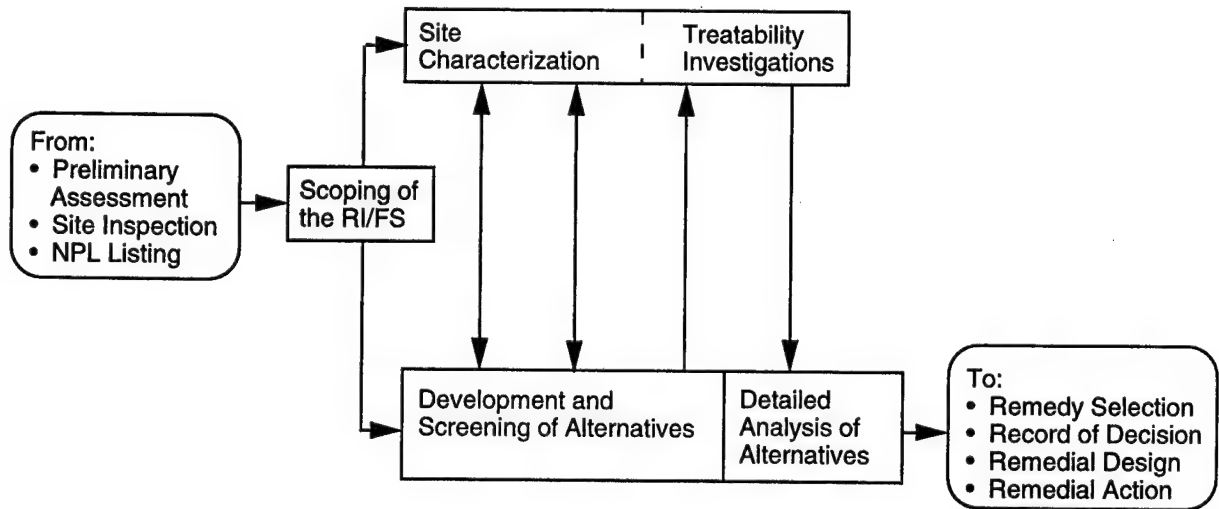 Site
Characterization
Treatability
Investigations
From:
• Preliminary
Assessment
• Site Inspection
• NPL Listing
Scoping of
the RI/FS
Development and
Screening of Alternatives
Detailed
Analysis of
Alternatives
To:
• Remedy Selection
• Record of Decision
• Remedial Design
• Remedial Action